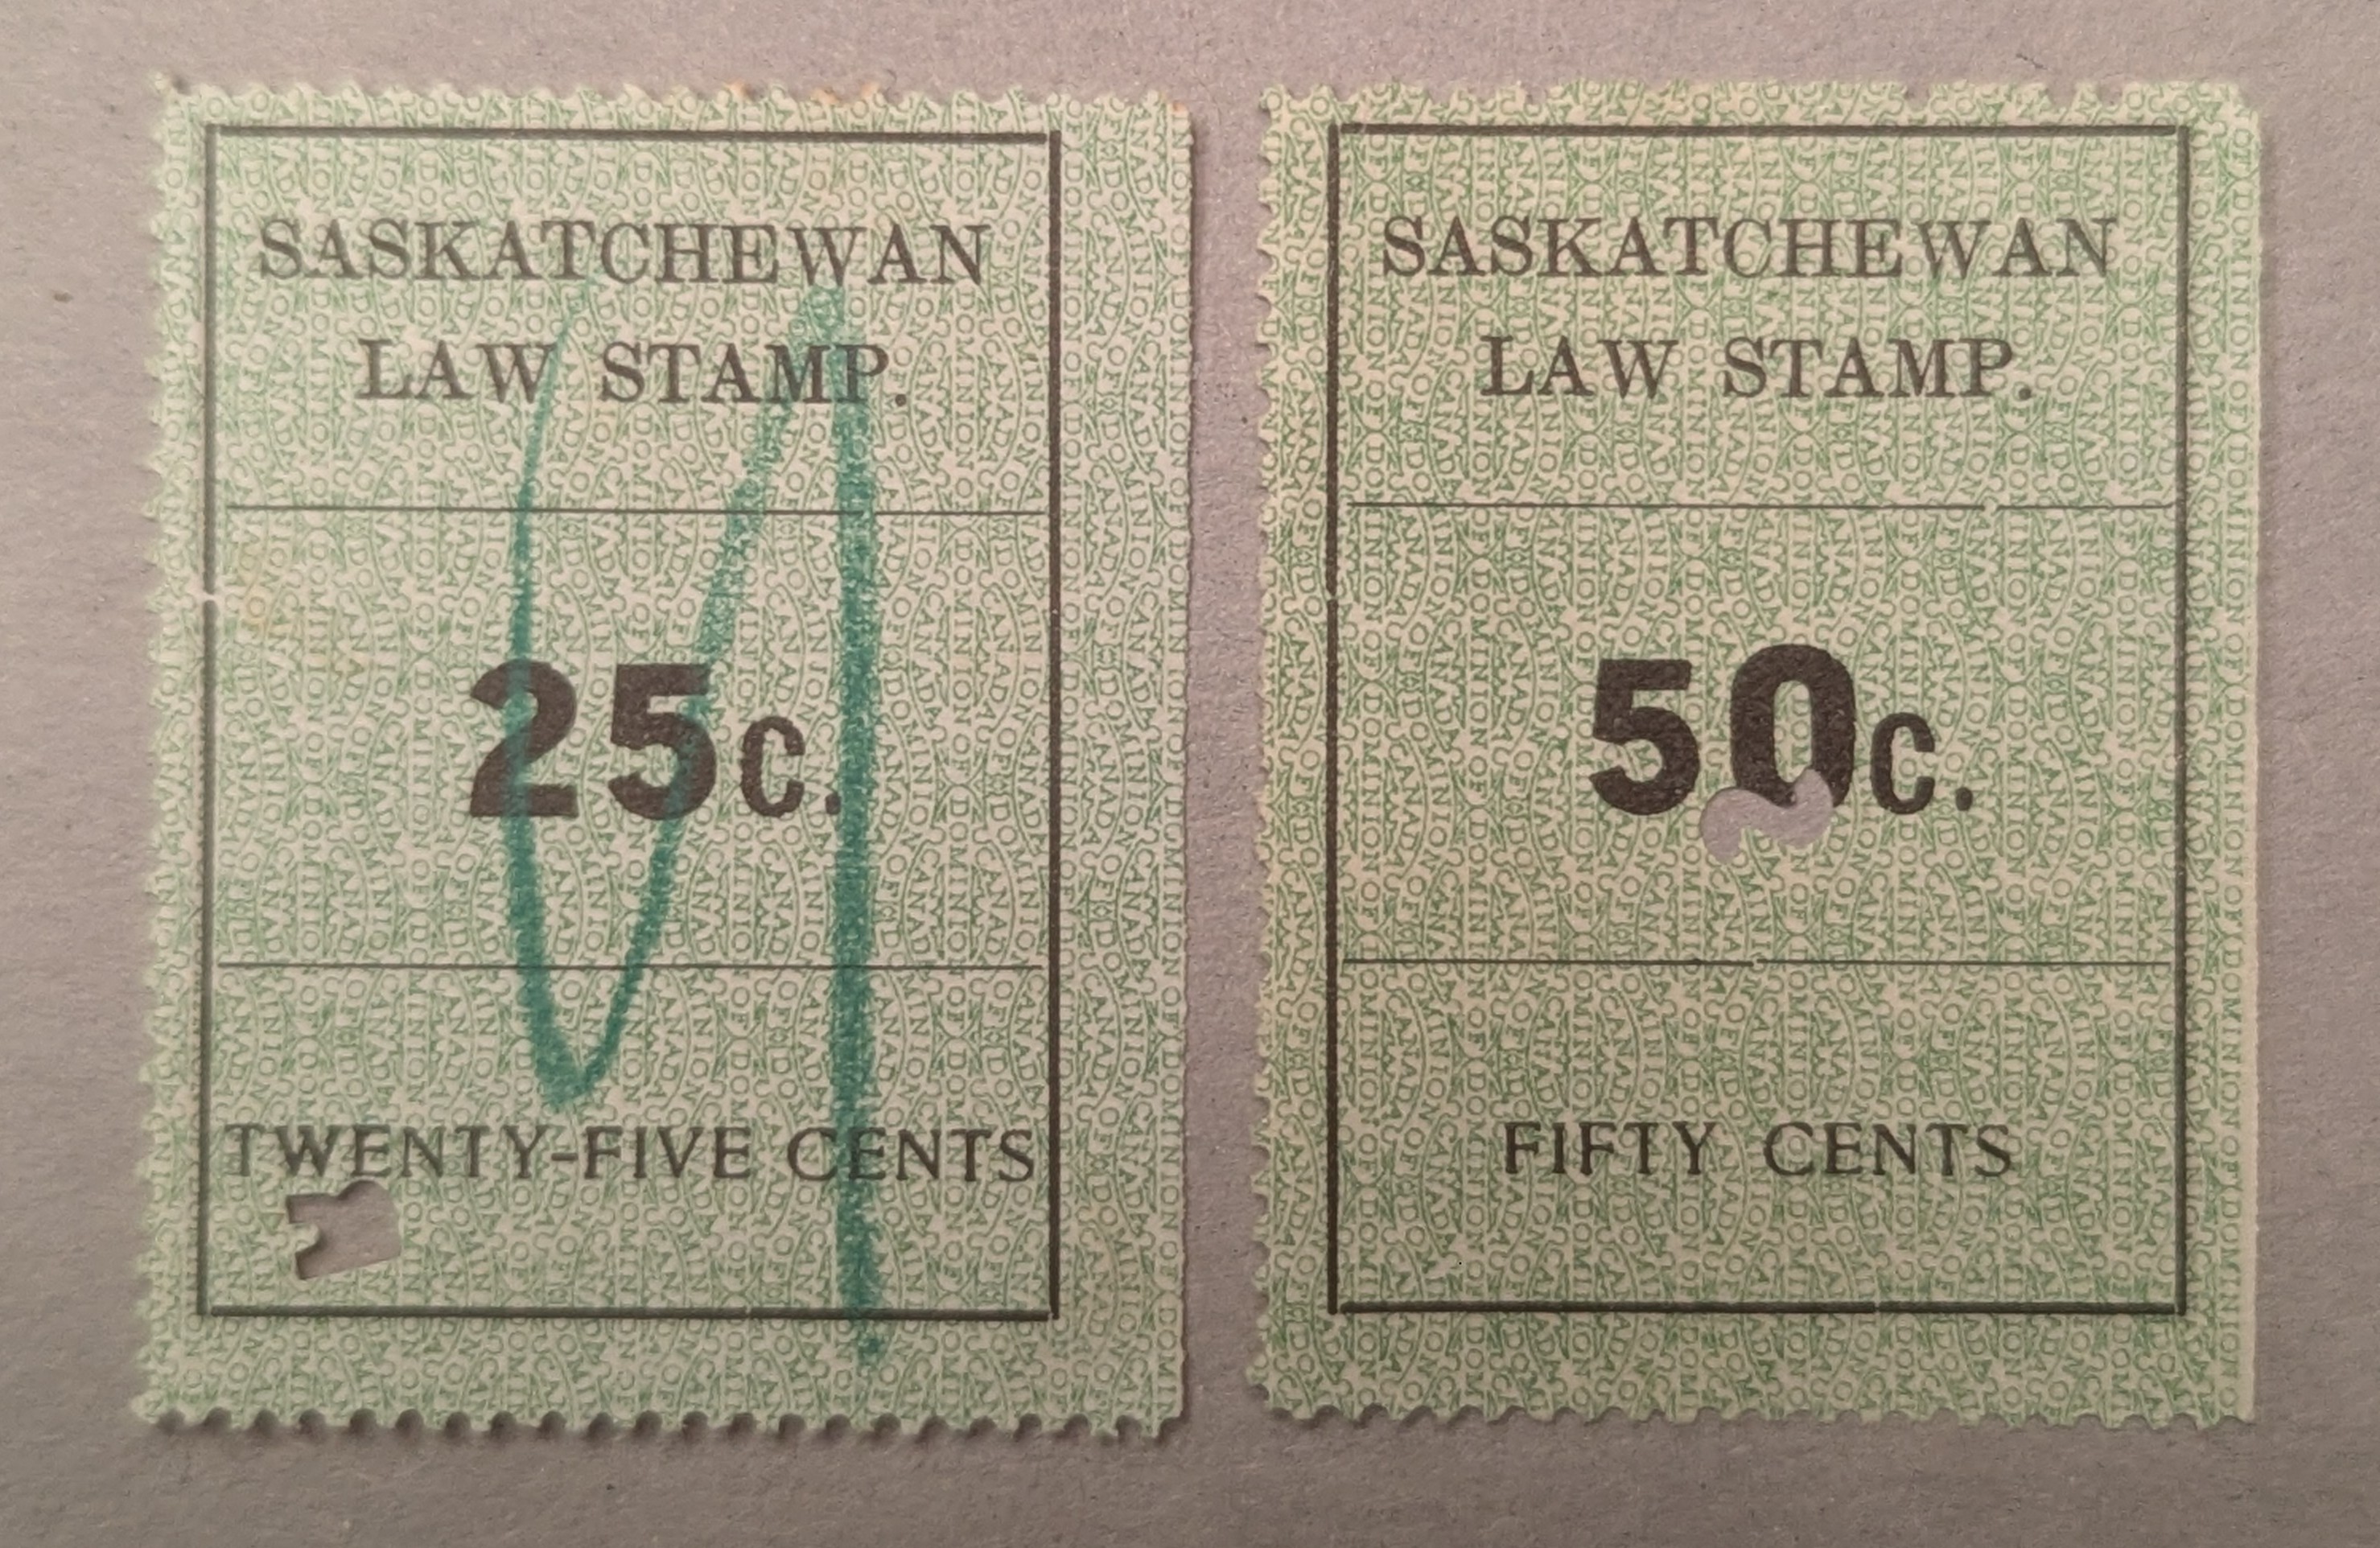 SASKATCHEWAN
LAW STAMP.
25c.
TWENTY-FIVE CENTS
SASKATCHEWAN
LAW STAMP.
50c.
FIFTY CENTS